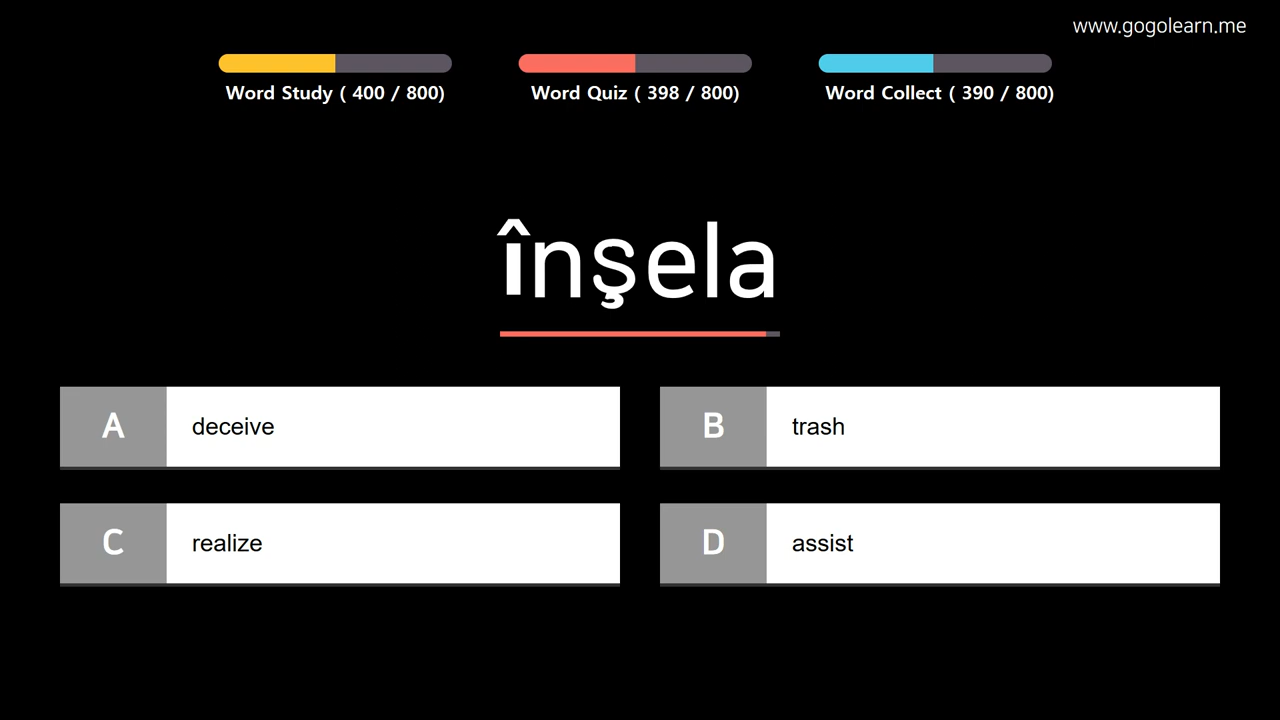 www.gogolearn.me
Word Study ( 400 / 800)
Word Quiz ( 398 / 800)
Word Collect ( 390 / 800)
înşela
A deceive
B trash
C realize
D assist